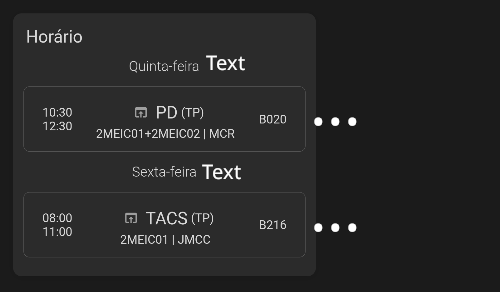 Horário
Quinta-feira Text
10:30
12:30
PD (TP)
2MEIC01+2MEIC02 | MCR
B020
Sexta-feira Text
08:00
11:00
TACS (TP)
2MEIC01 | JMCC
B216